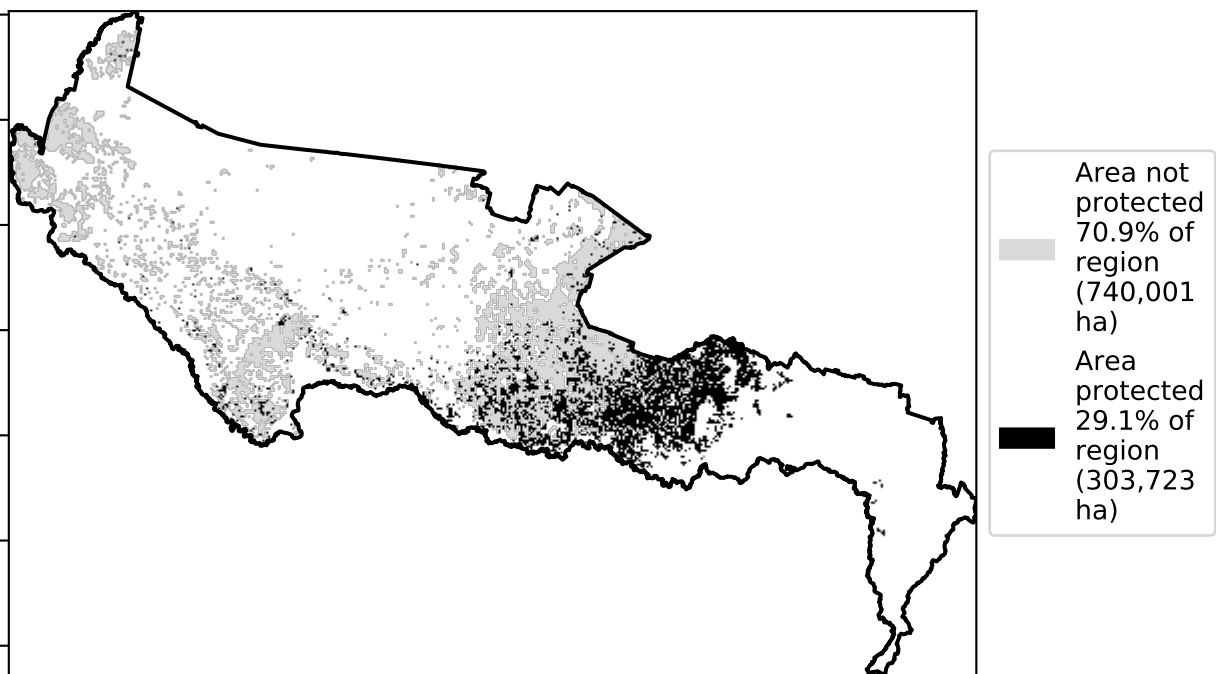 Area not
protected
70.9% of
region
(740,001
ha)
Area
protected
29.1% of
region
(303,723
ha)